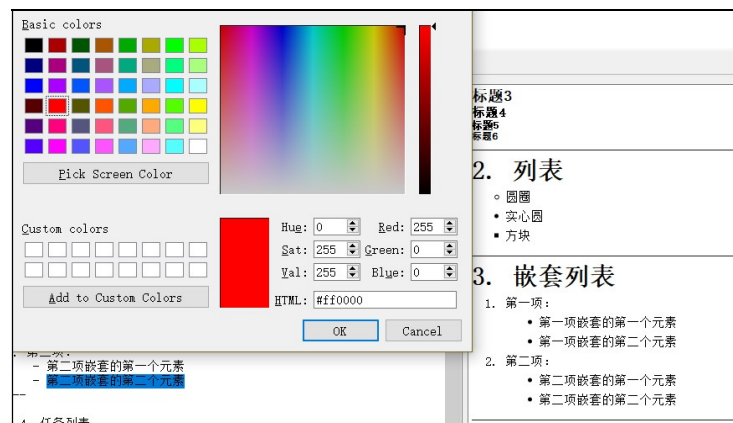 Basic colors
Pick Screen Color
Custom colors
Add to Custom Colors
Hue: 0 Red: 255
Sat: 255 Green: 0
Val: 255 Blue: 0
HTML: #ff0000
OK Cancel
- 第二项嵌套的第一个元素
- 第二项嵌套的第二个元素
--
4. 任务列表
标题3
标题4
标题5
标题6
2. 列表
◦ 圆圈
• 实心圆
▪ 方块
3. 嵌套列表
1. 第一项:
• 第一项嵌套的第一个元素
• 第一项嵌套的第二个元素
2. 第二项:
• 第二项嵌套的第一个元素
• 第二项嵌套的第二个元素